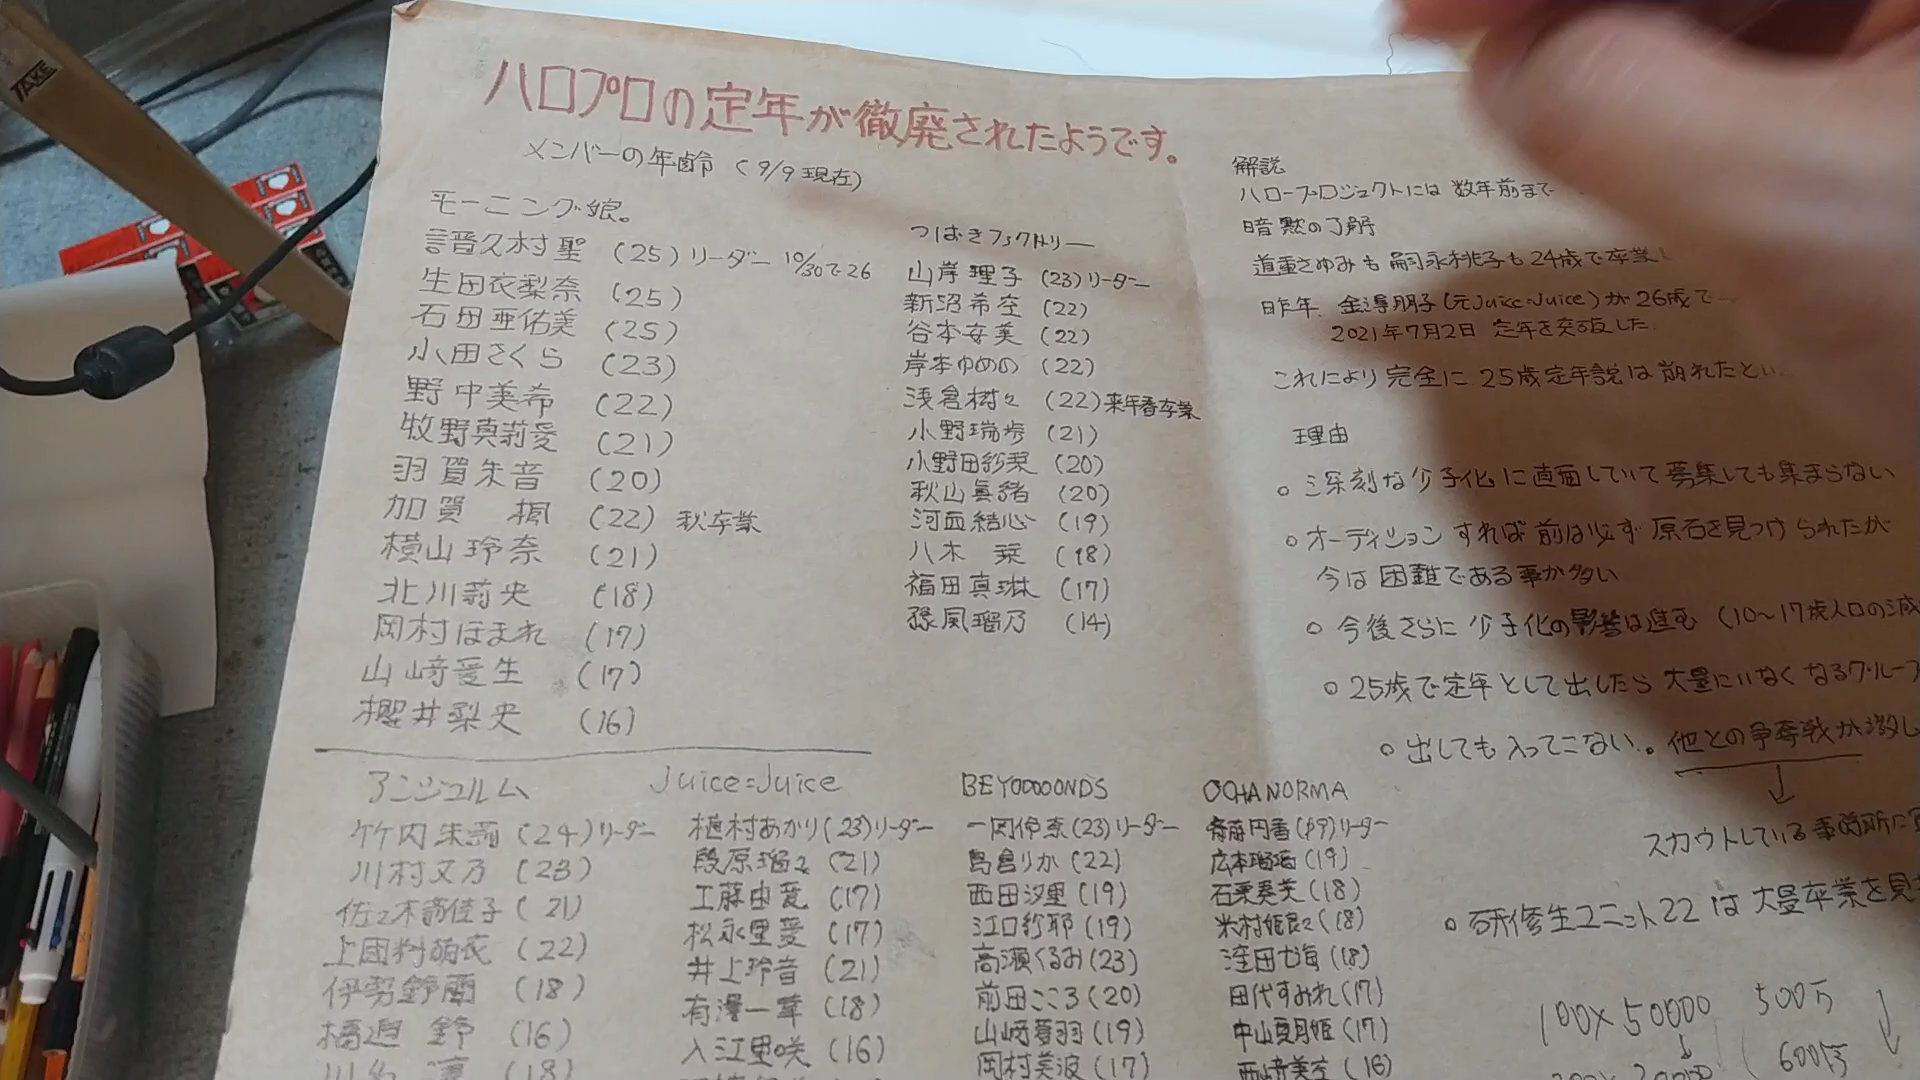 TAKE
ハロプロの定年が徹廃されたようです。
メンバーの年齢 (9/9現在)
モーニング娘。
譜久村聖 (25) リーダー 10/30で26
生田衣梨奈 (25)
石田亜佑美 (25)
小田さくら (23)
野中美希 (22)
牧野真莉愛 (21)
羽賀朱音 (20)
加賀 楓 (22) 秋卒業
横山玲奈 (21)
北川莉央 (18)
岡村ほまれ (17)
山﨑愛生 (17)
櫻井梨央 (16)
つばきファクトリー
山岸理子 (23)リーダー
新沼希空 (22)
谷本安美 (22)
岸本ゆめの (22)
浅倉樹々 (22)来年春卒業
小野瑞歩 (21)
小野田紗栞 (20)
秋山眞緒 (20)
河西結心 (19)
八木 栞 (18)
福田真琳 (17)
豫風瑠乃 (14)
アンジュルム
竹内朱莉 (24)リーダー
川村文乃 (23)
佐々木莉佳子 (21)
上國料萌衣 (22)
伊勢鈴蘭 (18)
橋迫 鈴 (16)
(18)
Juice=Juice
植村あかり(23)リーダー
段原瑠々 (21)
工藤由愛 (17)
松永里愛 (17)
井上玲音 (21)
有澤一華 (18)
入江里咲 (16)
BEYOOOOONDS
一岡伶奈(23)リーダー
島倉りか(22)
西田汐里 (19)
江口紗耶 (19)
高瀬くるみ(23)
前田こころ(20)
山﨑夢羽(19)
岡村美波 (17)
OCHA NORMA
斉藤円香 (19)リーダー
広本瑠璃 (19)
石栗奏美 (18)
米村姫良々(18)
窪田七海 (18)
田代すみれ(17)
中山夏月姫 (17)
西﨑美空 (16)
解説
ハロープロジェクトには数年前まで
暗黙の了解
道重さゆみも嗣永桃子も24歳で卒業し
昨年、金澤朋子(元Juice=Juice)が26歳で
2021年7月2日 定年を
これにより完全に25歳定年説は崩れたとい
理由
○ 深刻な少子化に直面していて募集しても集まらない
○ オーディションすれば前は必ず原石を見つけられたが
今は困難である事が多い
○ 今後さらに少子化の影響は進む (10〜17歳人口の減
○ 25歳で定年として出したら大量にいなくなるグループ
○ 出しても入ってこない。他との争奪戦が激し
スカウトしている事務所に
○ 研修生ユニット22は大量卒業を見
100×50000 500万
600万